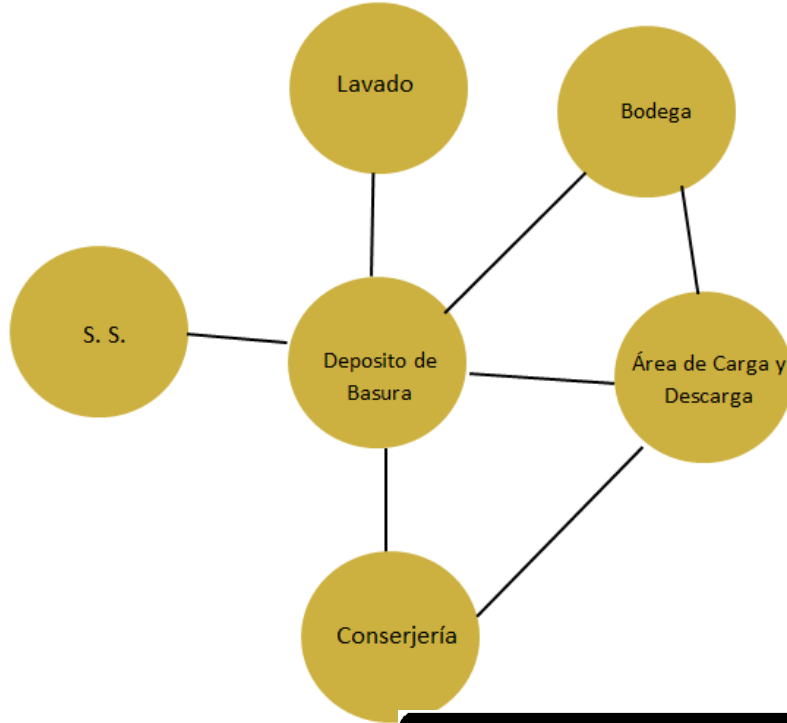 Lavado
Bodega
S. S.
Deposito de
Basura
Área de Carga y
Descarga
Conserjería